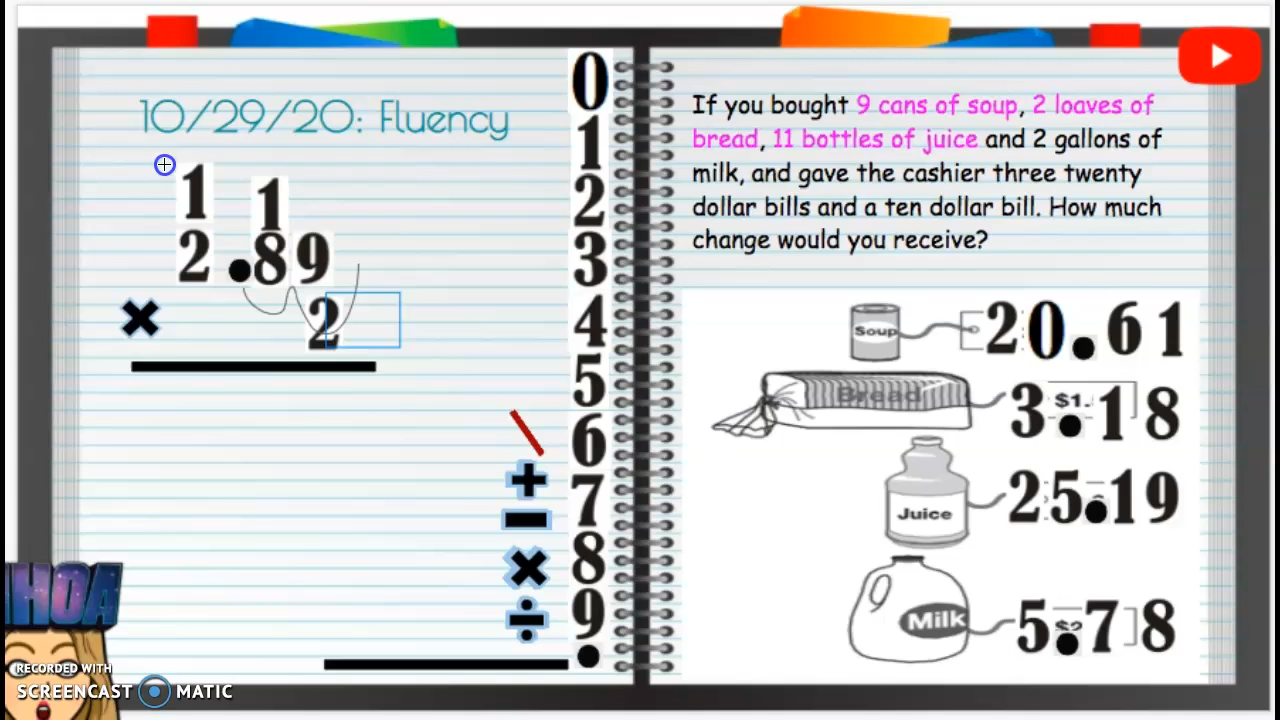 10/29/20: Fluency
1 1
2.89
× 2
0
1
2
3
4
5
6
7
8
9
.
\
+
−
×
÷
If you bought 9 cans of soup, 2 loaves of
bread, 11 bottles of juice and 2 gallons of
milk, and gave the cashier three twenty
dollar bills and a ten dollar bill. How much
change would you receive?
Soup 20.61
Bread $1. 3.18
Juice 25.19
Milk $2 5.78
RECORDED WITH
SCREENCAST MATIC